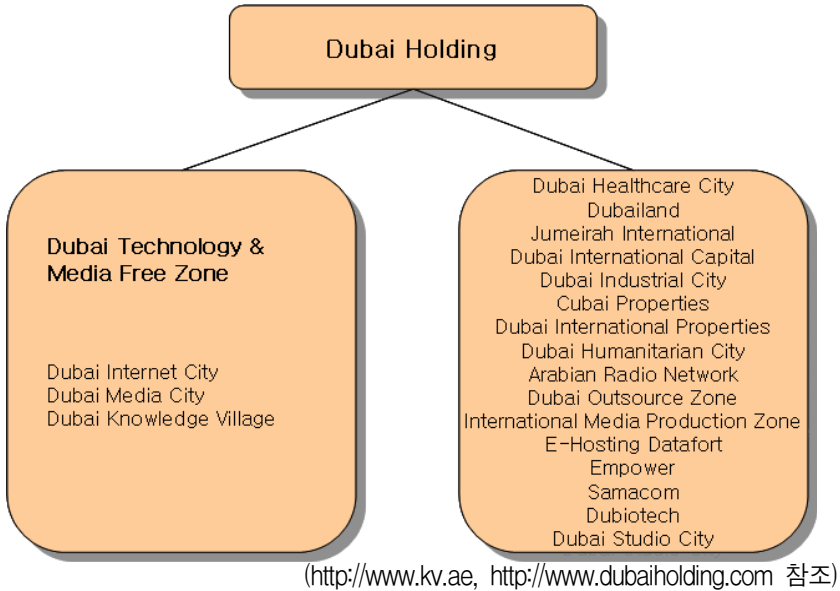 Dubai Holding
Dubai Technology &
Media Free Zone
Dubai Internet City
Dubai Media City
Dubai Knowledge Village
Dubai Healthcare City
Dubailand
Jumeirah International
Dubai International Capital
Dubai Industrial City
Cubai Properties
Dubai International Properties
Dubai Humanitarian City
Arabian Radio Network
Dubai Outsource Zone
International Media Production Zone
E-Hosting Datafort
Empower
Samacom
Dubiotech
Dubai Studio City
(http://www.kv.ae, http://www.dubaiholding.com 참조)